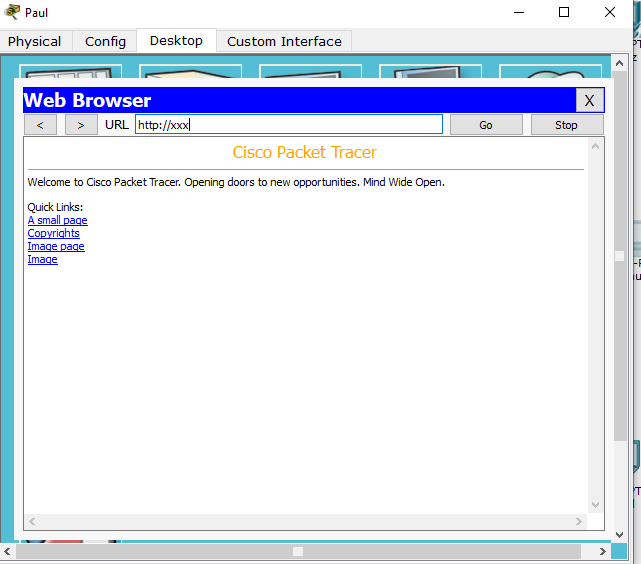 Paul
Physical Config Desktop Custom Interface
Web Browser X
< > URL http://xxx Go Stop
Cisco Packet Tracer
Welcome to Cisco Packet Tracer. Opening doors to new opportunities. Mind Wide Open.
Quick Links:
A small page
Copyrights
Image page
Image